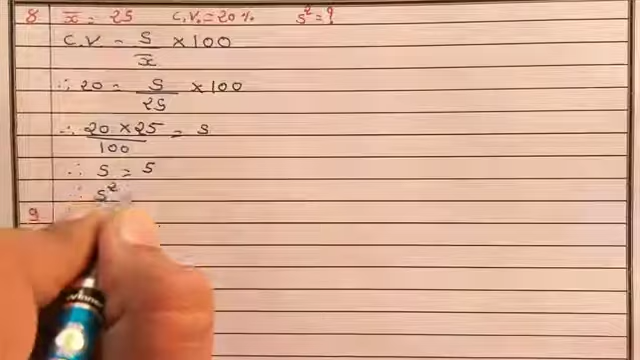 8 x̄ = 25 C.V. = 20% s² = ?
C.V = S/x̄ × 100
∴ 20 = S/25 × 100
∴ 20 × 25/100 = S
∴ S = 5
∴ S²
9